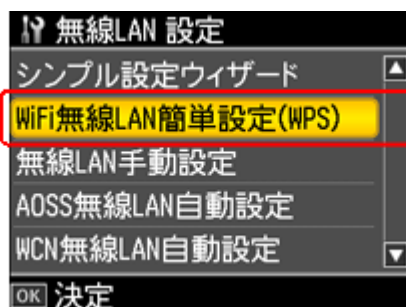 無線LAN 設定
シンプル設定ウィザード
WiFi無線LAN簡単設定(WPS)
無線LAN手動設定
AOSS無線LAN自動設定
WCN無線LAN自動設定
OK 決定